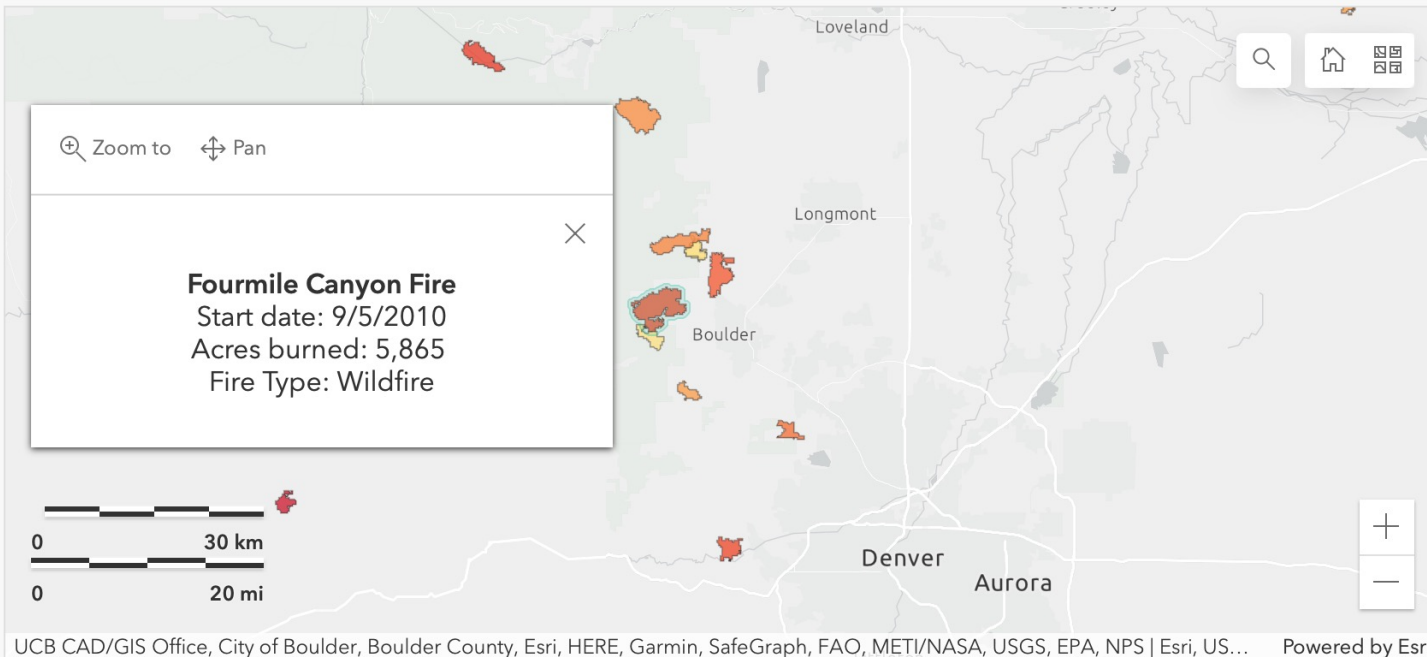 Loveland
Zoom to
Pan
Longmont
Fourmile Canyon Fire
Start date: 9/5/2010
Acres burned: 5,865
Fire Type: Wildfire
Boulder
0 30 km
0 20 mi
Denver
Aurora
UCB CAD/GIS Office, City of Boulder, Boulder County, Esri, HERE, Garmin, SafeGraph, FAO, METI/NASA, USGS, EPA, NPS | Esri, US...
Powered by Esr